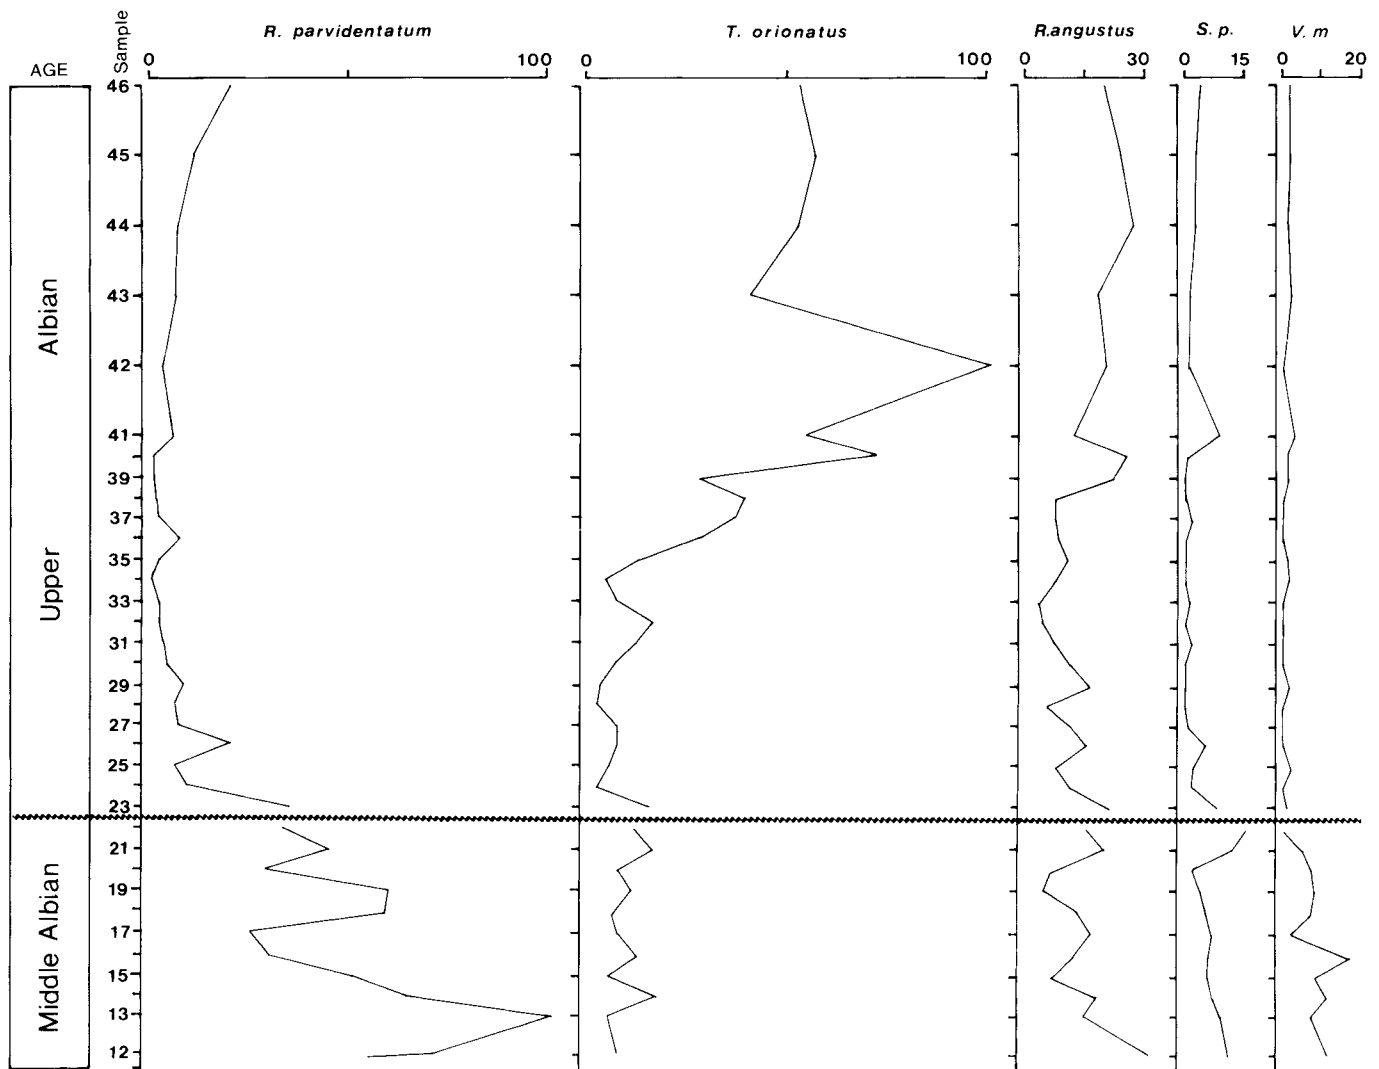 R. parvidentatum
T. orionatus
R.angustus
S. p.
V. m
AGE
Sample
0 100
0 100
0 30
0 15
0 20
46
45
44
43
42
41
39
37
35
33
31
29
27
25
23
21
19
17
15
13
12
Albian
Upper
Middle Albian